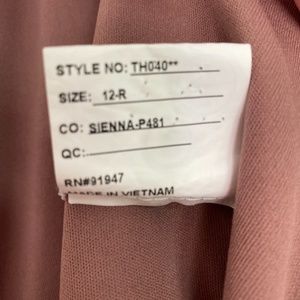 STYLE NO: TH040**
SIZE: 12-R
CO: SIENNA-P481
QC:
RN#91947
MADE IN VIETNAM